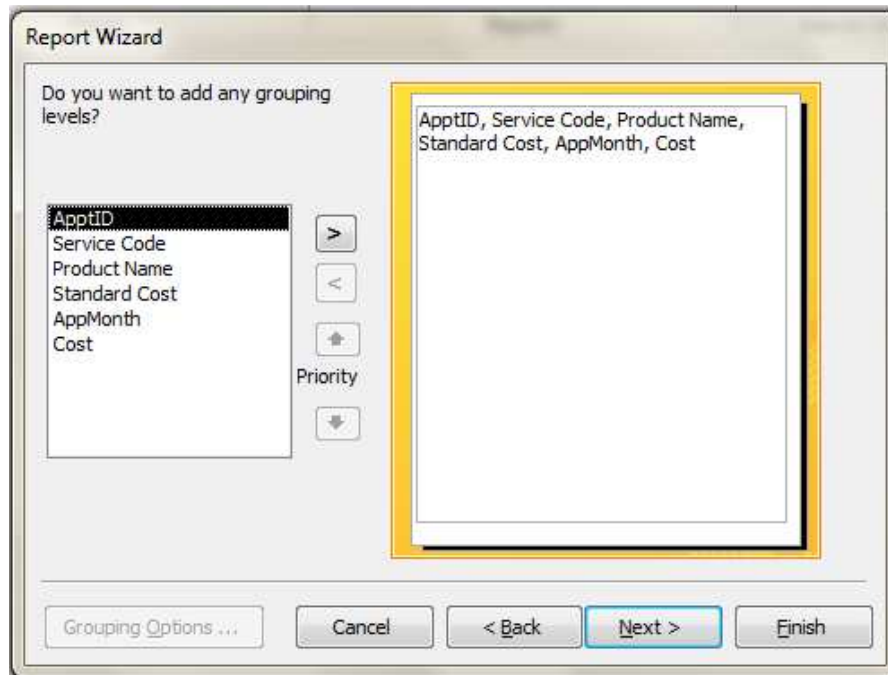 Report Wizard
Do you want to add any grouping
levels?
ApptID, Service Code, Product Name,
Standard Cost, AppMonth, Cost
ApptID
Service Code
Product Name
Standard Cost
AppMonth
Cost
>
<
Priority
Grouping Options ...
Cancel
< Back
Next >
Finish